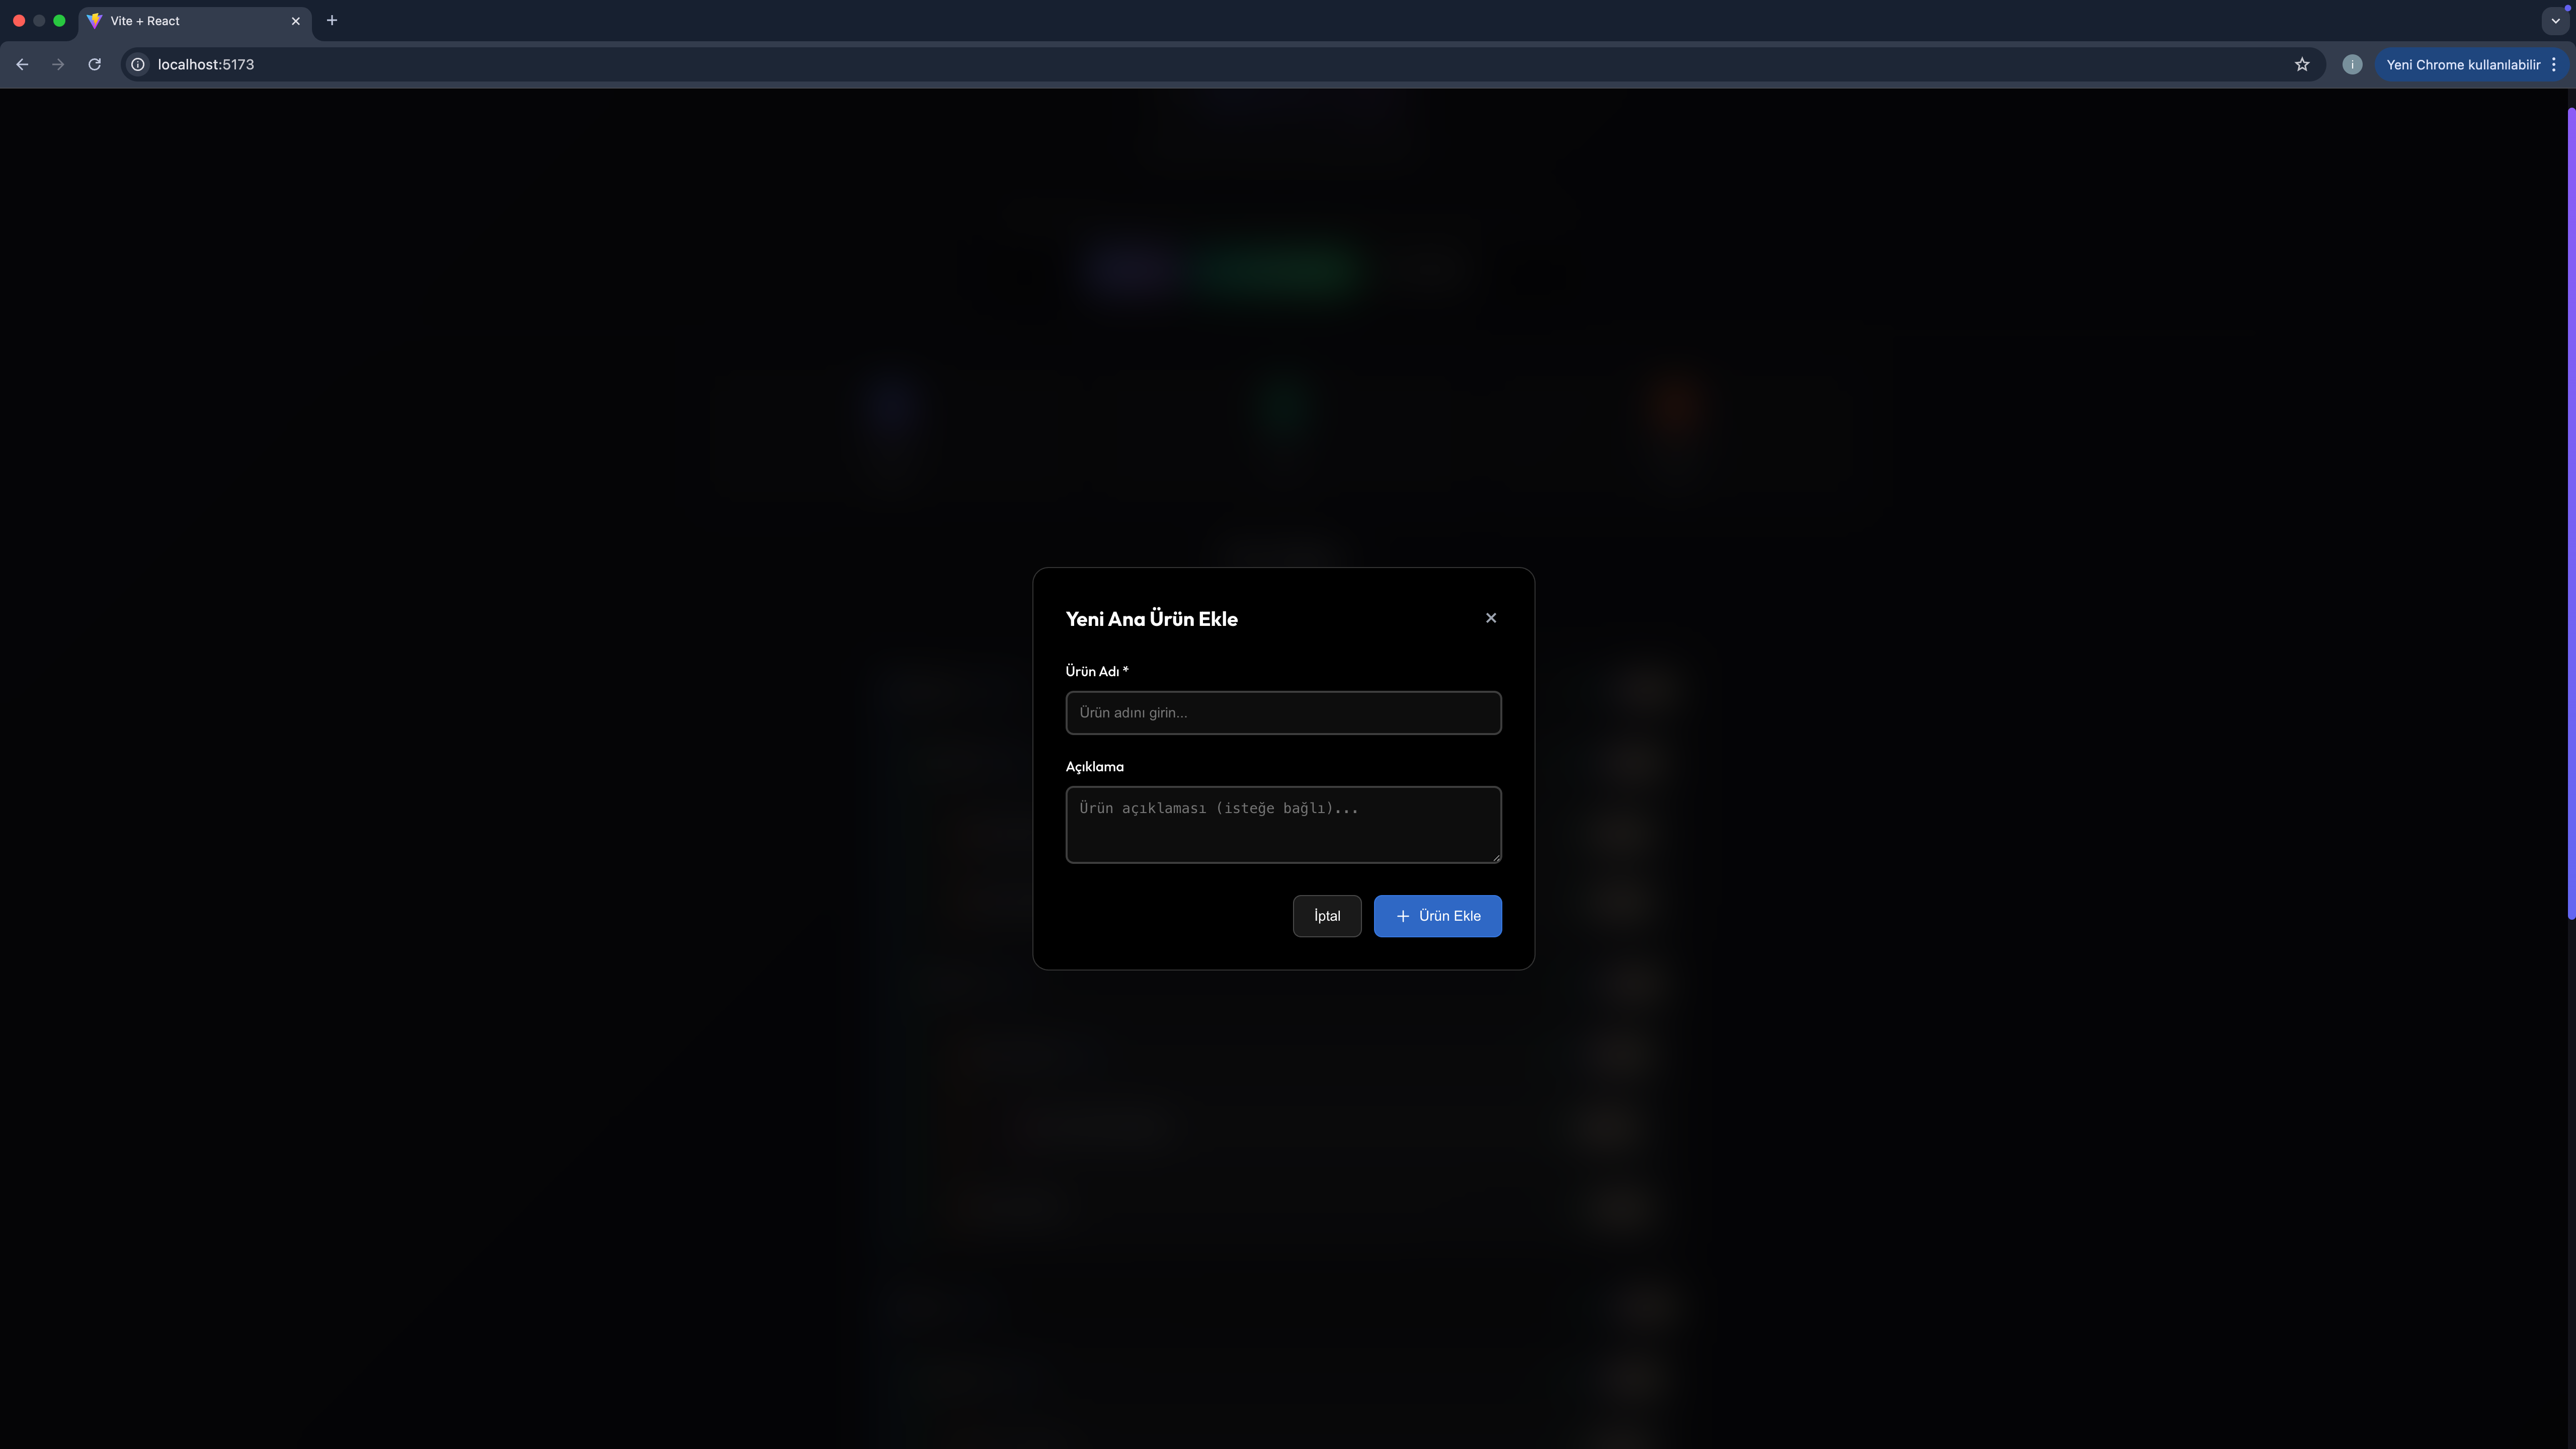 Vite + React
localhost:5173
Yeni Chrome kullanılabilir
Yeni Ana Ürün Ekle
Ürün Adı *
Ürün adını girin...
Açıklama
Ürün açıklaması (isteğe bağlı)...
İptal
+ Ürün Ekle